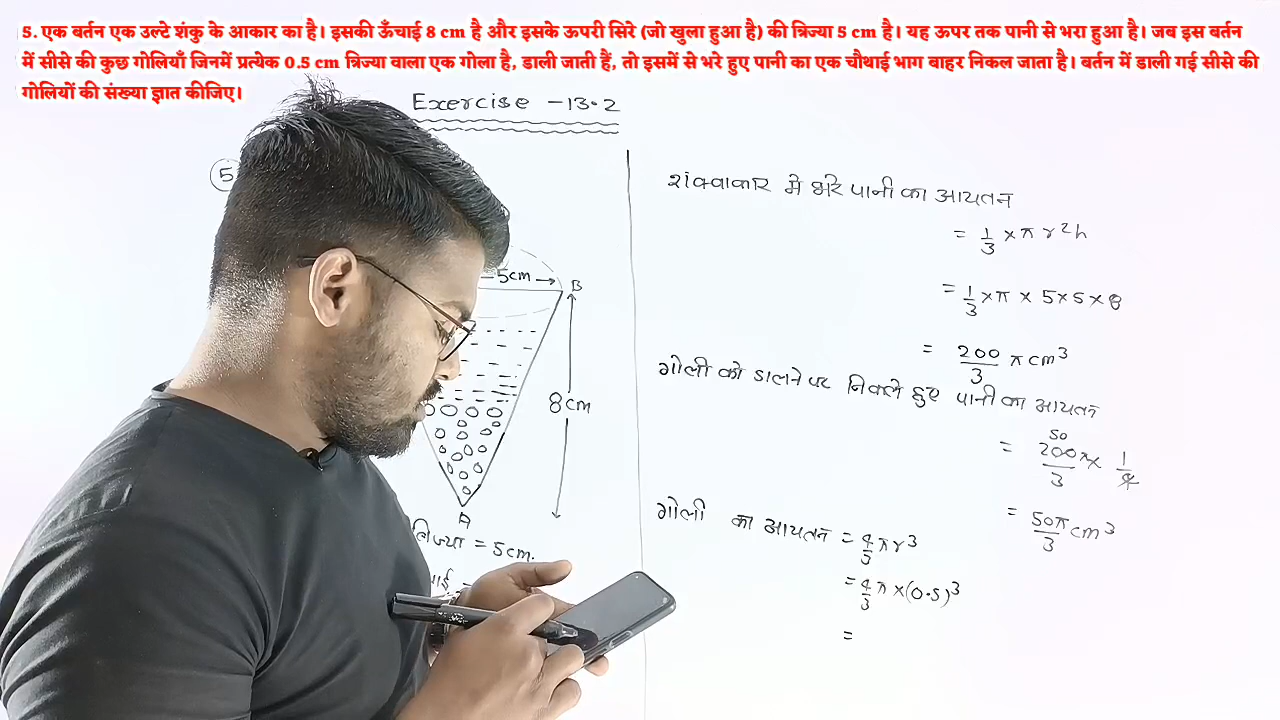 5. एक बर्तन एक उल्टे शंकु के आकार का है। इसकी ऊँचाई 8 cm है और इसके ऊपरी सिरे (जो खुला हुआ है) की त्रिज्या 5 cm है। यह ऊपर तक पानी से भरा हुआ है। जब इस बर्तन
में सीसे की कुछ गोलियाँ जिनमें प्रत्येक 0.5 cm त्रिज्या वाला एक गोला है, डाली जाती हैं, तो इसमें से भरे हुए पानी का एक चौथाई भाग बाहर निकल जाता है। बर्तन में डाली गई सीसे की
गोलियों की संख्या ज्ञात कीजिए।
Exercise -13.2
5
5cm
B
8cm
A
त्रिज्या = 5cm.
शंक्वाकार में भरे पानी का आयतन
= 1/3 × π r²h
= 1/3 × π × 5×5×8
= 200/3 π cm³
गोली को डालने पर निकले हुए पानी का आयतन
50
= 200π/3 × 1/4
= 50π/3 cm³
गोली का आयतन = 4/3 π r³
= 4/3 π × (0.5)³
=